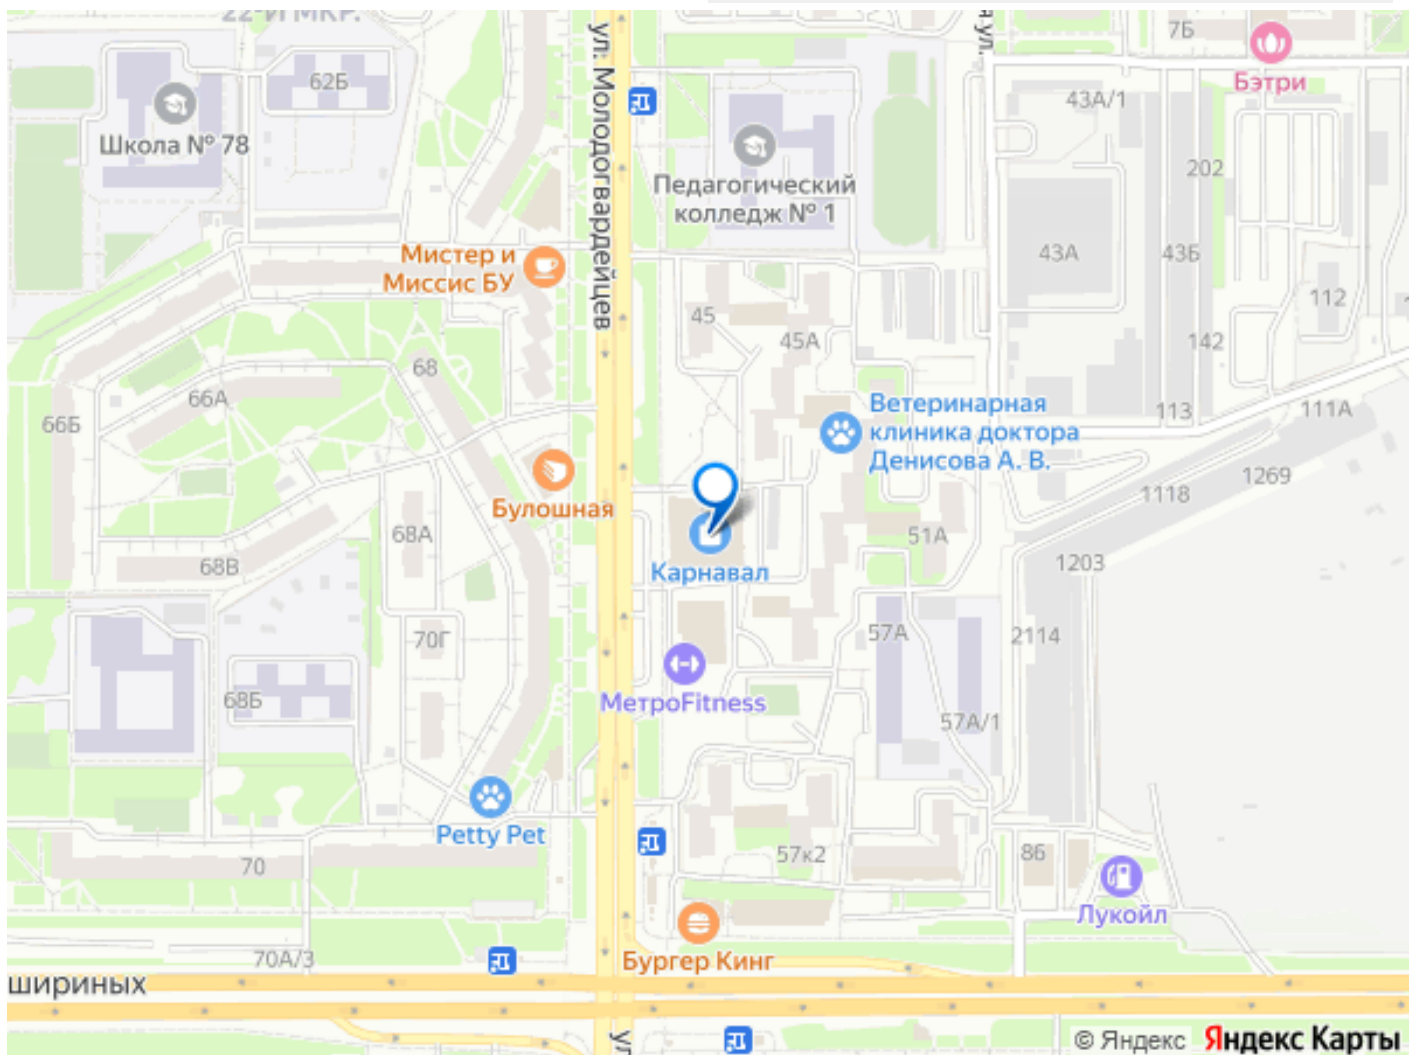 22-Й МКР.
7Б
Бэтри
62Б
ул. Молодогвардейцев
я ул.
43А/1
Школа № 78
202
Педагогический
колледж № 1
Мистер и
Миссис БУ
43А
43Б
112
45
45А
142
68
66А
66Б
Ветеринарная
клиника доктора
Денисова А. В.
113
111А
1269
1118
Булошная
68А
51А
68В
Карнавал
1203
57А
2114
70Г
68Б
МетроFitness
57А/1
Petty Pet
70
57к2
86
Лукойл
70А/3
Бургер Кинг
шириных
ул
© Яндекс Яндекс Карты